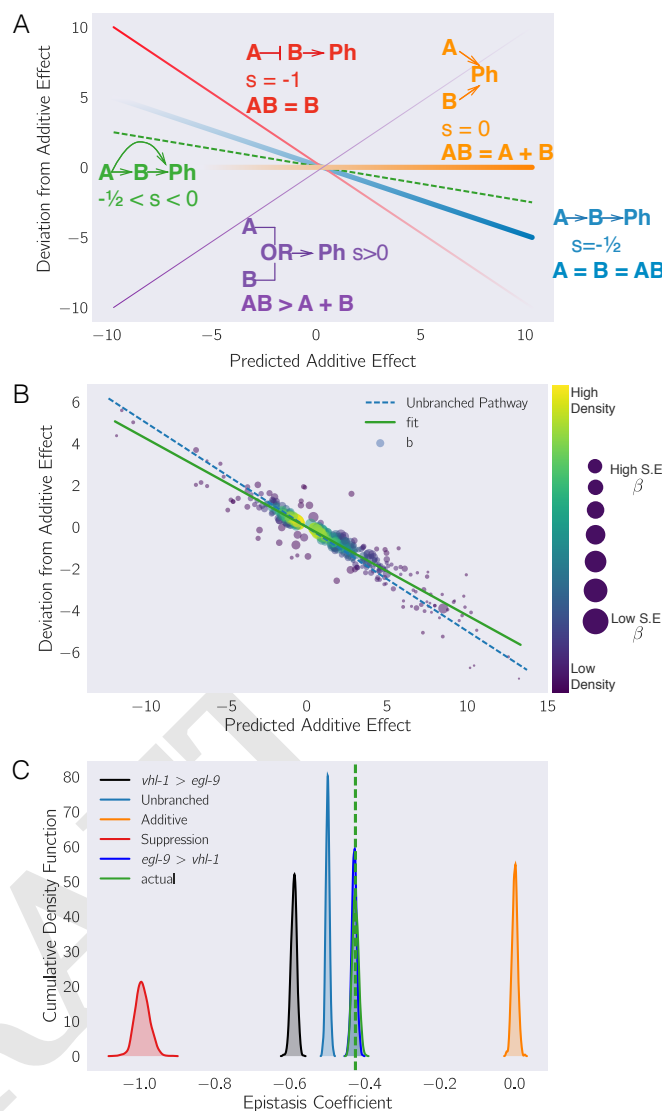 A
Deviation from Additive Effect
10
5
0
−5
−10
−10
−5
0
5
10
Predicted Additive Effect
A B Ph
s = -1
AB = B
A
Ph
B
s = 0
AB = A + B
A B Ph
-½ < s < 0
A
OR Ph s>0
B
AB > A + B
A B Ph
s=-½
A = B = AB
B
Deviation from Additive Effect
6
4
2
0
−2
−4
−6
−10
−5
0
5
10
15
Predicted Additive Effect
Unbranched Pathway
fit
b
High
Density
Low
Density
High S.E
β
Low S.E
β
C
Cumulative Density Function
80
70
60
50
40
30
20
10
0
−1.0
−0.8
−0.6
−0.4
−0.2
0.0
Epistasis Coefficient
vhl-1 > egl-9
Unbranched
Additive
Suppression
egl-9 > vhl-1
actual